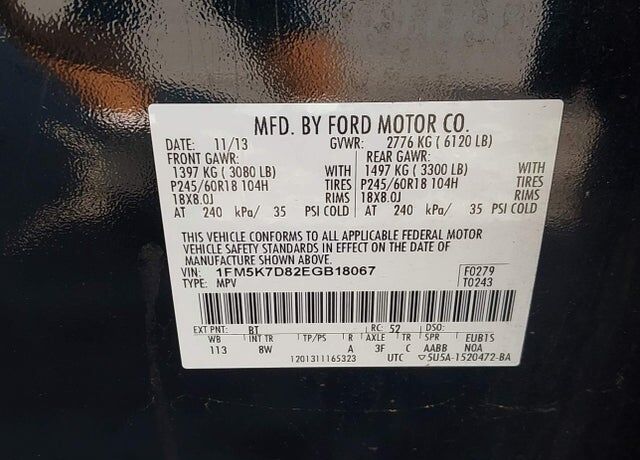 MFD. BY FORD MOTOR CO.
DATE: 11/13 GVWR: 2776 KG ( 6120 LB)
FRONT GAWR: REAR GAWR:
1397 KG ( 3080 LB) WITH 1497 KG ( 3300 LB) WITH
P245/60R18 104H TIRES P245/60R18 104H TIRES
18X8.0J RIMS 18X8.0J RIMS
AT 240 kPa/ 35 PSI COLD AT 240 kPa/ 35 PSI COLD
THIS VEHICLE CONFORMS TO ALL APPLICABLE FEDERAL MOTOR
VEHICLE SAFETY STANDARDS IN EFFECT ON THE DATE OF
MANUFACTURE SHOWN ABOVE.
VIN: 1FM5K7D82EGB18067 F0279
TYPE: MPV T0243
EXT PNT: BT RC: 52 DSO:
WB INT TR TP/PS R AXLE TR SPR EUB1S
113 8W A 3F C AABB NOA
1201311165323 UTC ▽5U5A-1520472-BA